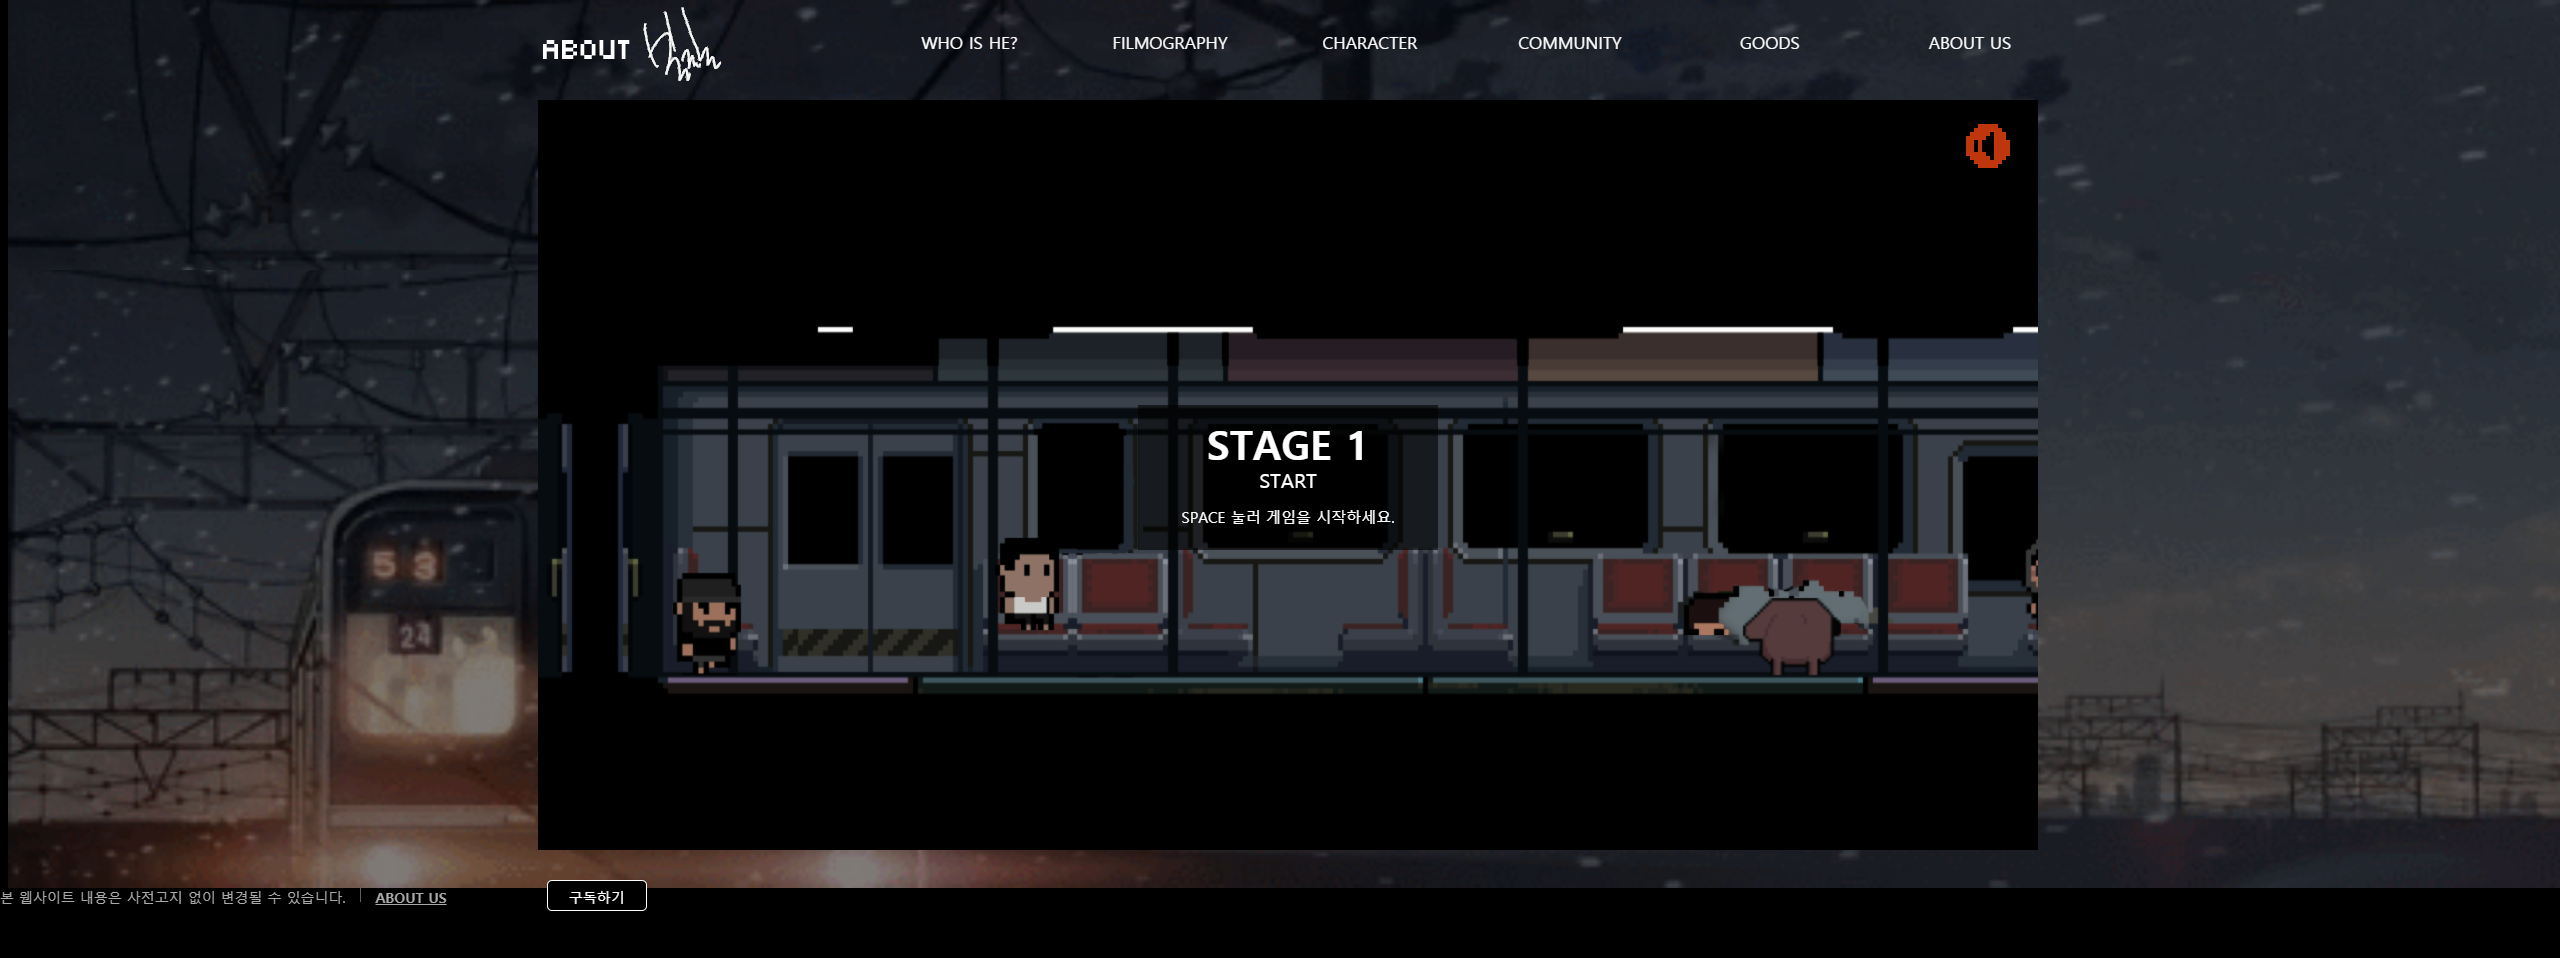 ABOUT
WHO IS HE?
FILMOGRAPHY
CHARACTER
COMMUNITY
GOODS
ABOUT US
STAGE 1
START
SPACE 눌러 게임을 시작하세요.
53
24
본 웹사이트 내용은 사전고지 없이 변경될 수 있습니다.
ABOUT US
구독하기